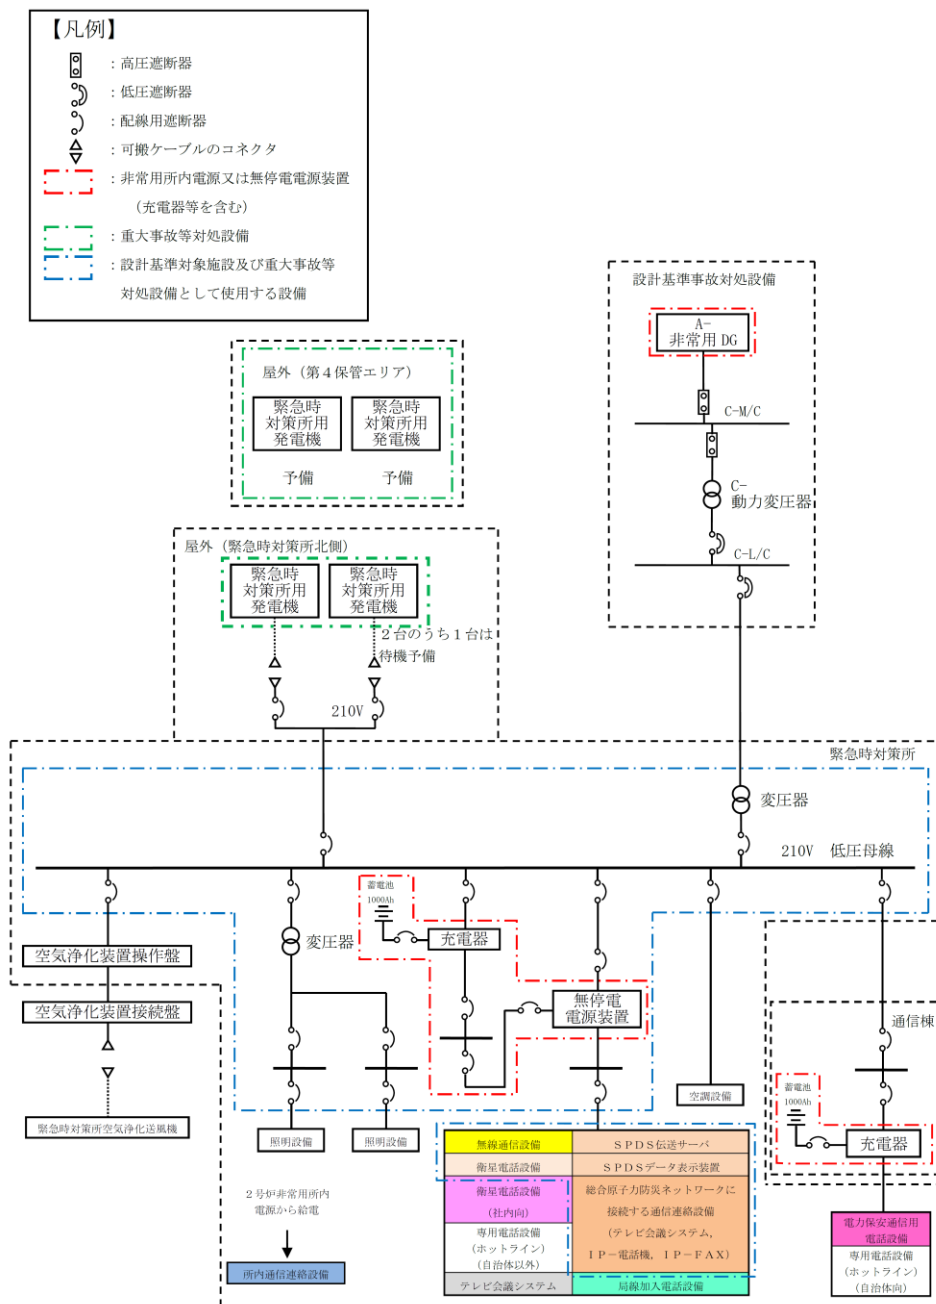 【凡例】
：高圧遮断器
：低圧遮断器
：配線用遮断器
：可搬ケーブルのコネクタ
：非常用所内電源又は無停電電源装置
（充電器等を含む）
：重大事故等対処設備
：設計基準対象施設及び重大事故等
対処設備として使用する設備
設計基準事故対処設備
A-
非常用 DG
C-M/C
C-
動力変圧器
C-L/C
屋外（第４保管エリア）
緊急時
対策所用
発電機
緊急時
対策所用
発電機
予備
予備
屋外（緊急時対策所北側）
緊急時
対策所用
発電機
緊急時
対策所用
発電機
２台のうち１台は
待機予備
210V
緊急時対策所
変圧器
210V　低圧母線
空気浄化装置操作盤
空気浄化装置接続盤
緊急時対策所空気浄化送風機
変圧器
蓄電池
1000Ah
充電器
無停電
電源装置
照明設備
照明設備
空調設備
通信棟
蓄電池
1000Ah
充電器
２号炉非常用所内
電源から給電
所内通信連絡設備
無線通信設備
衛星電話設備
衛星電話設備
（社内向）
専用電話設備
（ホットライン）
（自治体以外）
テレビ会議システム
ＳＰＤＳ伝送サーバ
ＳＰＤＳデータ表示装置
総合原子力防災ネットワークに
接続する通信連絡設備
（テレビ会議システム，
ＩＰ－電話機，ＩＰ－ＦＡＸ）
局線加入電話設備
電力保安通信用
電話設備
専用電話設備
（ホットライン）
（自治体向）